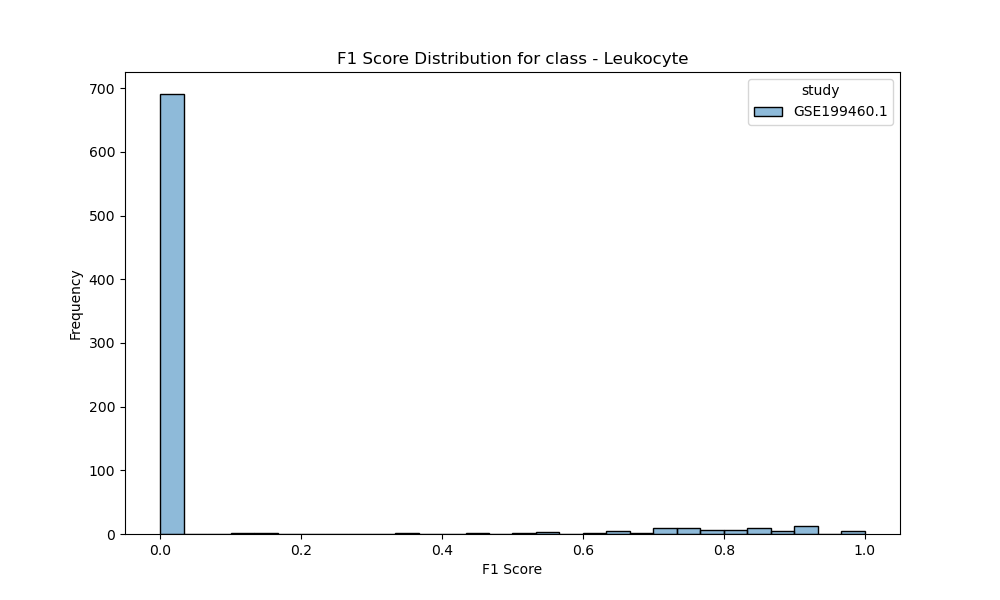 F1 Score Distribution for class - Leukocyte
study
GSE199460.1
Frequency
700
600
500
400
300
200
100
0
0.0 0.2 0.4 0.6 0.8 1.0
F1 Score